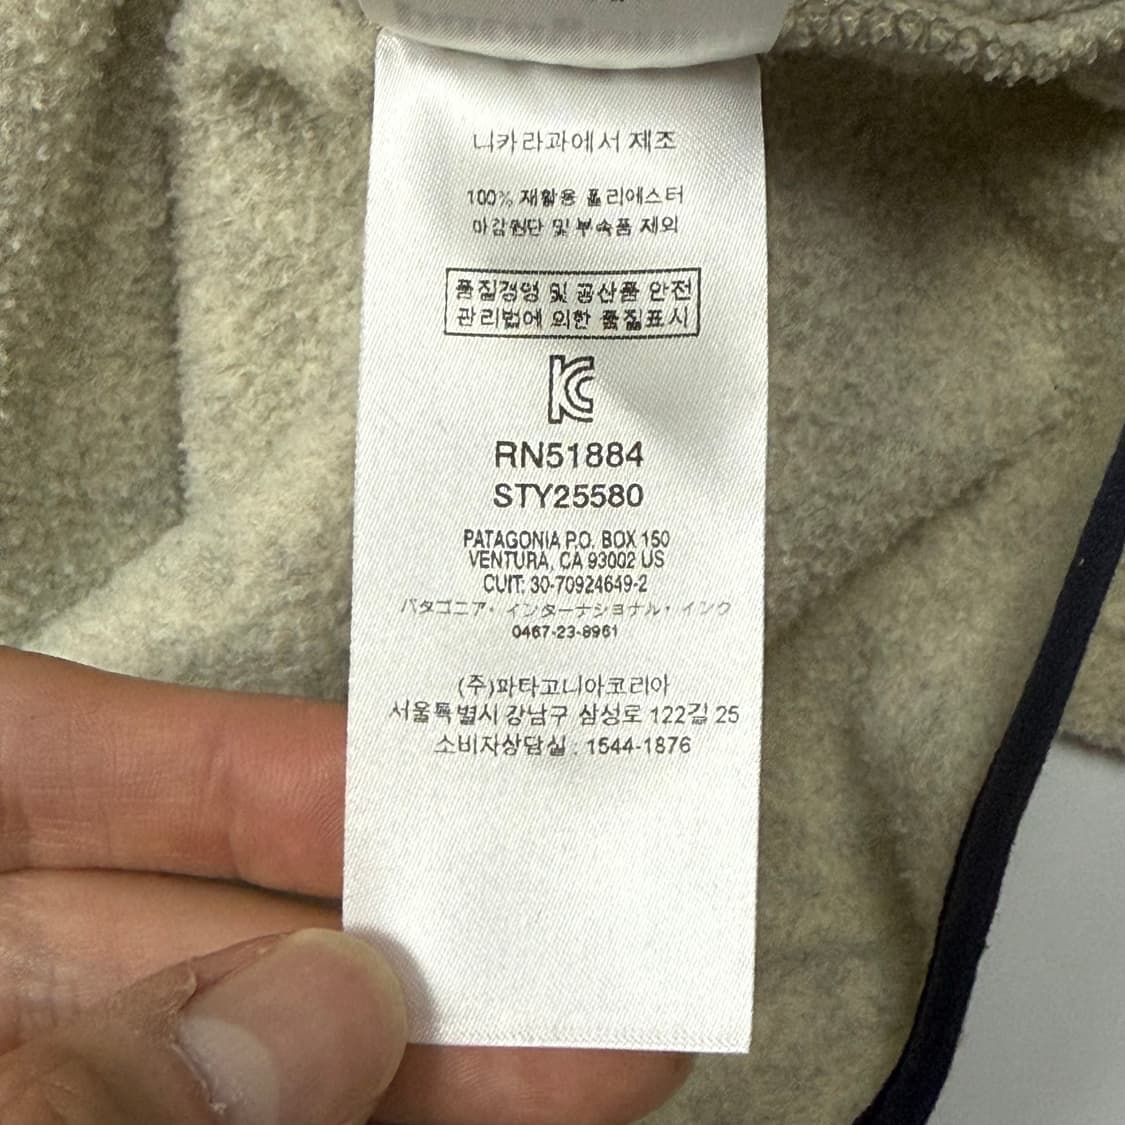 니카라과에서 제조
100% 재활용 폴리에스터
마감원단 및 부속품 제외
품질경영 및 공산품 안전
관리법에 의한 품질표시
RN51884
STY25580
PATAGONIA P.O. BOX 150
VENTURA, CA 93002 US
CUIT: 30-70924649-2
パタゴニア・インターナショナル・インク
0467-23-8961
(주)파타고니아코리아
서울특별시 강남구 삼성로 122길 25
소비자상담실 : 1544-1876